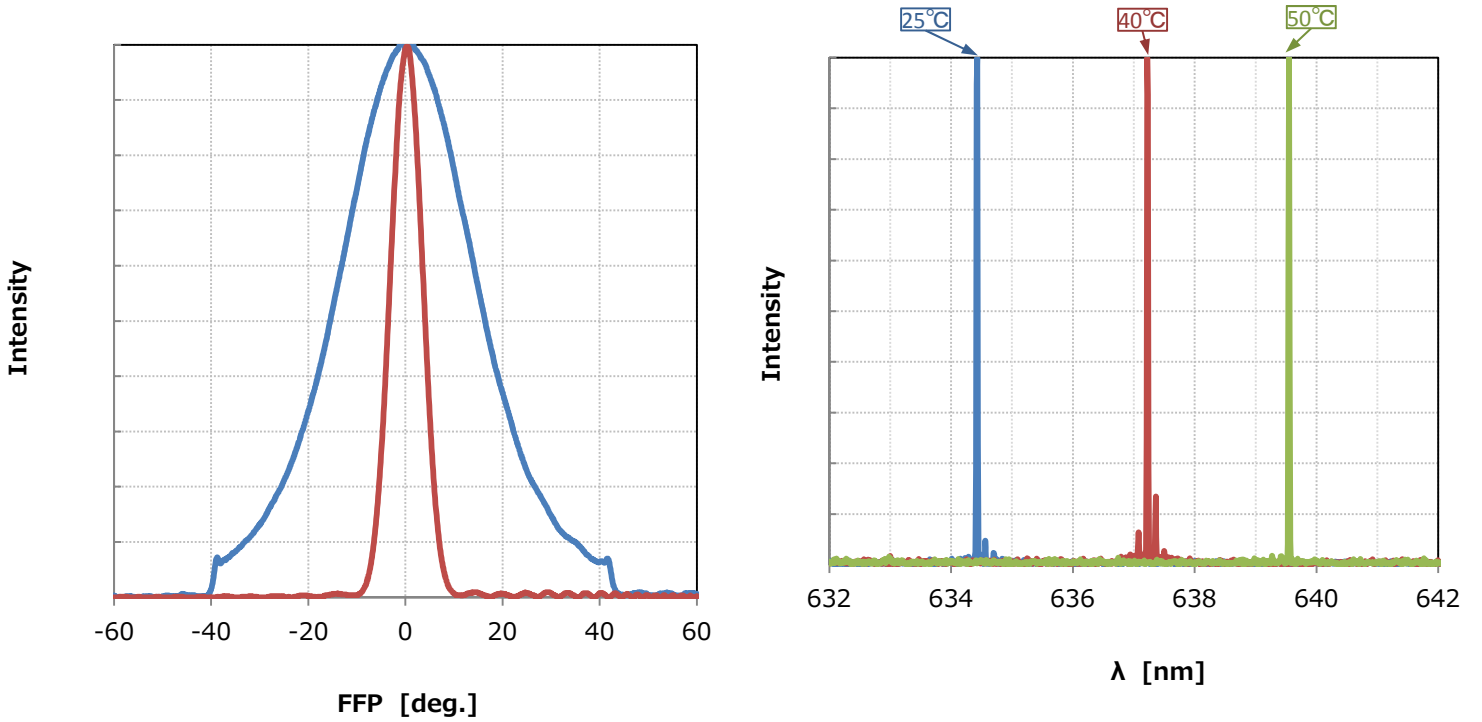 Intensity
-60 -40 -20 0 20 40 60
FFP [deg.]
25℃ 40℃ 50℃
Intensity
632 634 636 638 640 642
λ [nm]